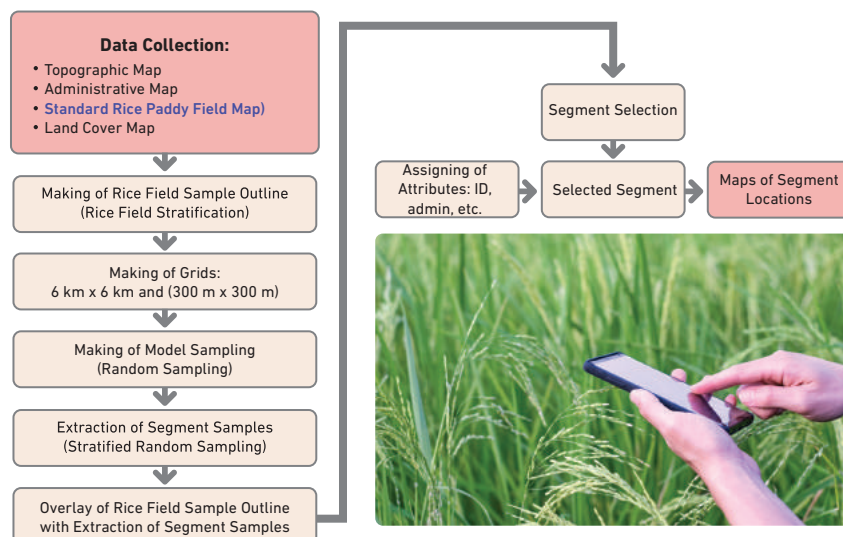 Data Collection:
• Topographic Map
• Administrative Map
• Standard Rice Paddy Field Map)
• Land Cover Map
Making of Rice Field Sample Outline
(Rice Field Stratification)
Making of Grids:
6 km x 6 km and (300 m x 300 m)
Making of Model Sampling
(Random Sampling)
Extraction of Segment Samples
(Stratified Random Sampling)
Overlay of Rice Field Sample Outline
with Extraction of Segment Samples
Segment Selection
Assigning of
Attributes: ID,
admin, etc.
Selected Segment
Maps of Segment
Locations